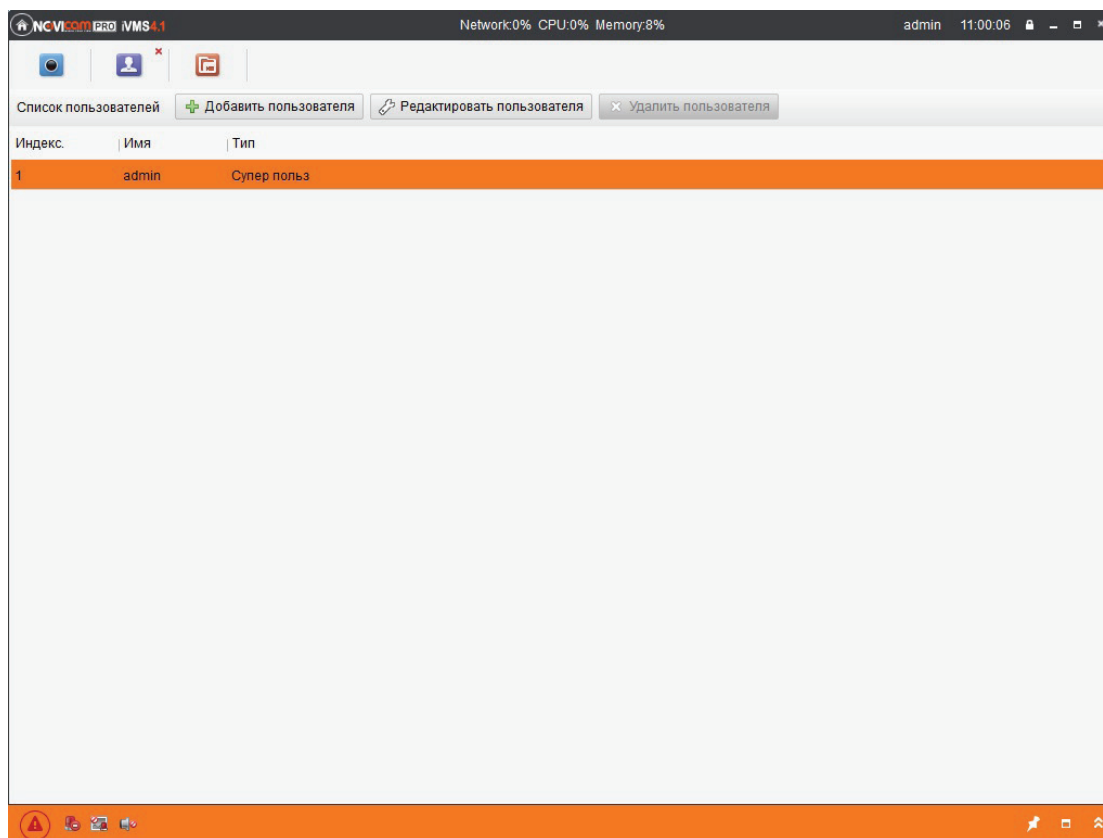 NOVIcam PRO iVMS4.1 Network:0% CPU:0% Memory:8% admin 11:00:06
Список пользователей Добавить пользователя Редактировать пользователя Удалить пользователя
Индекс. Имя Тип
1 admin Супер польз